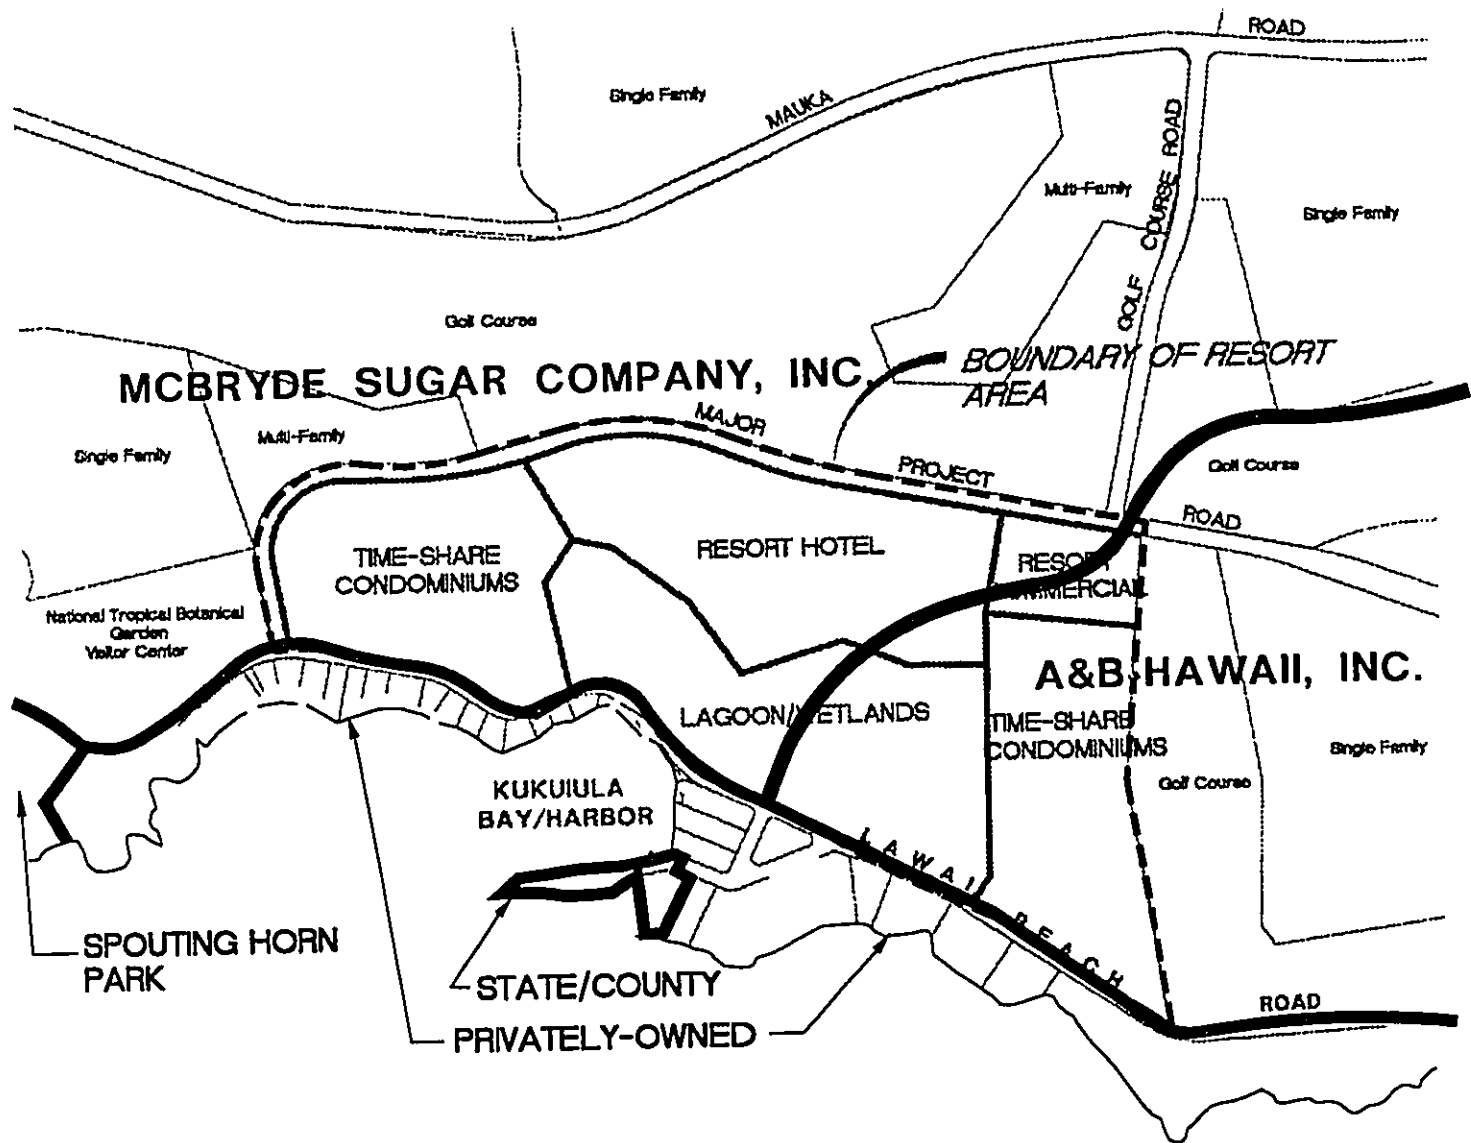 ROAD
Single Family
MAUKA
GOLF COURSE ROAD
Multi-Family
Single Family
Golf Course
MCBRYDE SUGAR COMPANY, INC.
BOUNDARY OF RESORT
AREA
MAJOR
Multi-Family
Single Family
PROJECT
Golf Course
ROAD
RESORT HOTEL
TIME-SHARE
CONDOMINIUMS
RESORT
COMMERCIAL
National Tropical Botanical
Garden
Visitor Center
A&B HAWAII, INC.
LAGOON/WETLANDS
TIME-SHARE
CONDOMINIUMS
Single Family
Golf Course
KUKUIULA
BAY/HARBOR
LAWAI BEACH
SPOUTING HORN
PARK
STATE/COUNTY
ROAD
PRIVATELY-OWNED